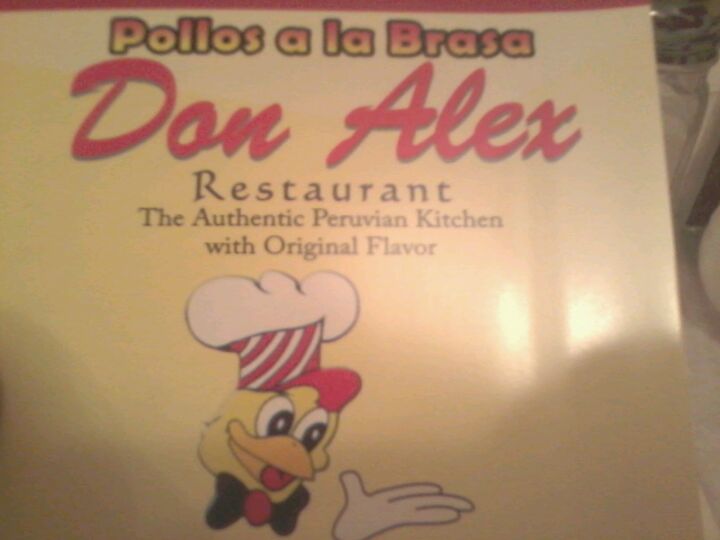 Pollos a la Brasa
Don Alex
Restaurant
The Authentic Peruvian Kitchen
with Original Flavor